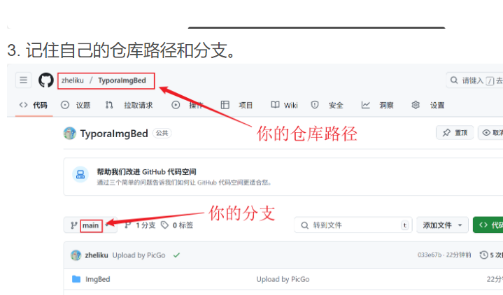 3. 记住自己的仓库路径和分支。
zheliku / TyporaImgBed
请键入 / 去
<> 代码 议题 拉取请求 操作 项目 Wiki 安全 洞察 设置
TyporaImgBed 公共 置顶
你的仓库路径
帮助我们改进 GitHub 代码空间
通过三个简单的问题告诉我们如何让 GitHub 代码空间更适合您。
你的分支
main 1 分支 0 标签 转到文件 t 添加文件 <> 代码
zheliku Upload by PicGo 033e67b · 22分钟前
ImgBed Upload by PicGo 22分